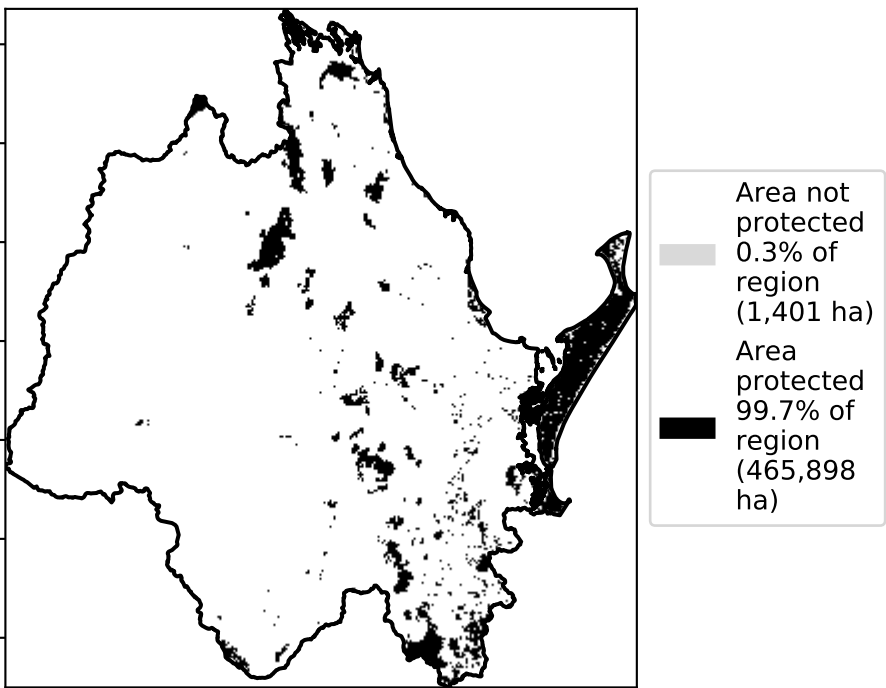 Area not
protected
0.3% of
region
(1,401 ha)
Area
protected
99.7% of
region
(465,898
ha)